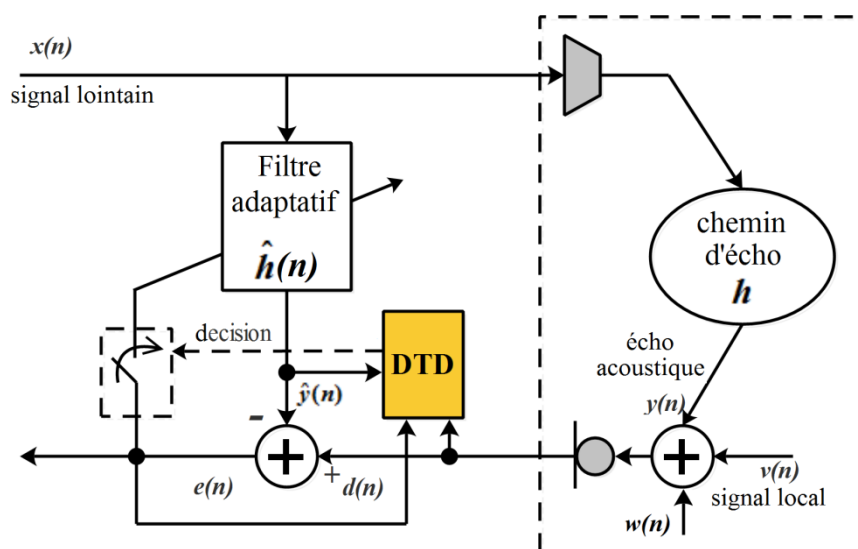 x(n)
signal lointain
Filtre
adaptatif
ĥ(n)
chemin
d'écho
h
decision
DTD
écho
acoustique
ŷ(n)
y(n)
-
+
+
+
e(n)
d(n)
v(n)
signal local
w(n)